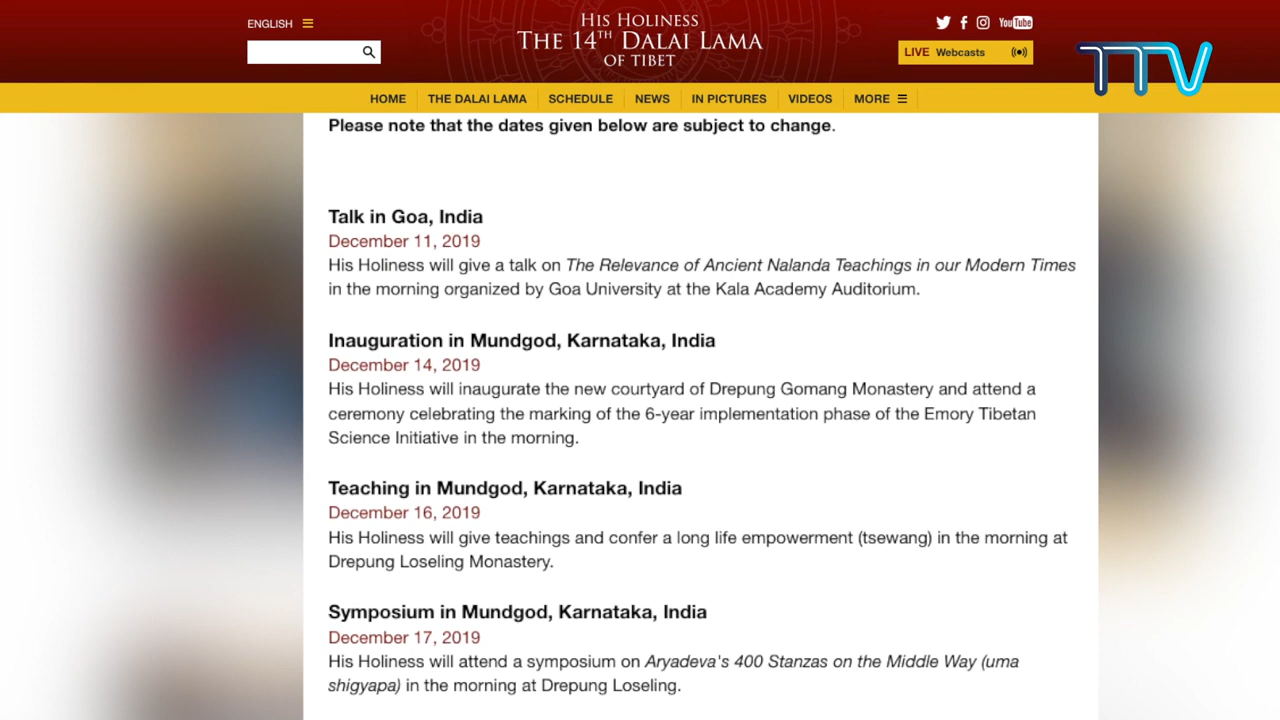 ENGLISH
HIS HOLINESS
THE 14TH DALAI LAMA
OF TIBET
YouTube
LIVE Webcasts
TTV
HOME THE DALAI LAMA SCHEDULE NEWS IN PICTURES VIDEOS MORE
Please note that the dates given below are subject to change.
Talk in Goa, India
December 11, 2019
His Holiness will give a talk on The Relevance of Ancient Nalanda Teachings in our Modern Times
in the morning organized by Goa University at the Kala Academy Auditorium.
Inauguration in Mundgod, Karnataka, India
December 14, 2019
His Holiness will inaugurate the new courtyard of Drepung Gomang Monastery and attend a
ceremony celebrating the marking of the 6-year implementation phase of the Emory Tibetan
Science Initiative in the morning.
Teaching in Mundgod, Karnataka, India
December 16, 2019
His Holiness will give teachings and confer a long life empowerment (tsewang) in the morning at
Drepung Loseling Monastery.
Symposium in Mundgod, Karnataka, India
December 17, 2019
His Holiness will attend a symposium on Aryadeva's 400 Stanzas on the Middle Way (uma
shigyapa) in the morning at Drepung Loseling.